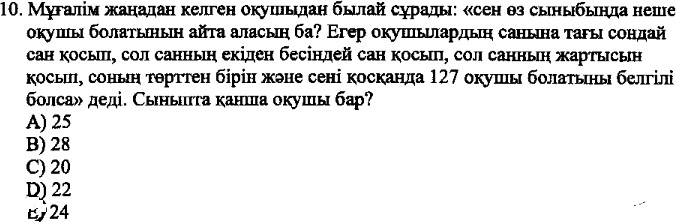 10. Мұғалім жаңадан келген оқушыдан былай сұрады: «сен өз сыныбында неше
оқушы болатынын айта аласың ба? Егер оқушылардың санына тағы сондай
сан қосып, сол санның екіден бесіндей сан қосып, сол санның жартысын
қосып, соның төрттен бірін және сені қосқанда 127 оқушы болатыны белгілі
болса» деді. Сыныпта қанша оқушы бар?
A) 25
B) 28
C) 20
D) 22
E) 24